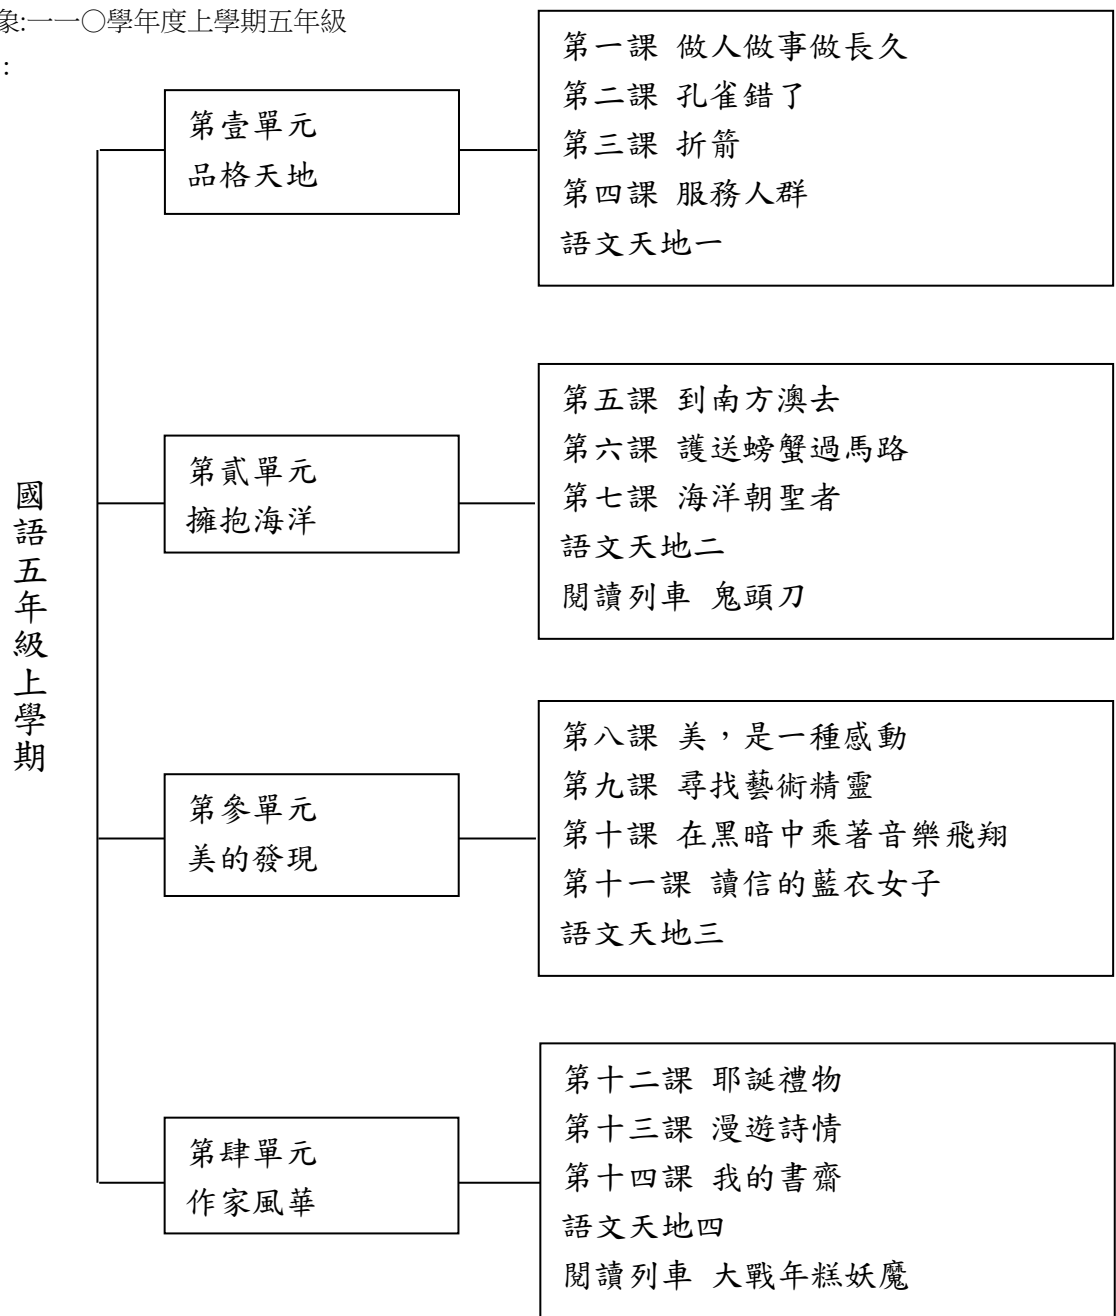 象:一一○學年度上學期五年級
:
國語五年級上學期
第壹單元
品格天地
第一課 做人做事做長久
第二課 孔雀錯了
第三課 折箭
第四課 服務人群
語文天地一
第貳單元
擁抱海洋
第五課 到南方澳去
第六課 護送螃蟹過馬路
第七課 海洋朝聖者
語文天地二
閱讀列車 鬼頭刀
第參單元
美的發現
第八課 美，是一種感動
第九課 尋找藝術精靈
第十課 在黑暗中乘著音樂飛翔
第十一課 讀信的藍衣女子
語文天地三
第肆單元
作家風華
第十二課 耶誕禮物
第十三課 漫遊詩情
第十四課 我的書齋
語文天地四
閱讀列車 大戰年糕妖魔